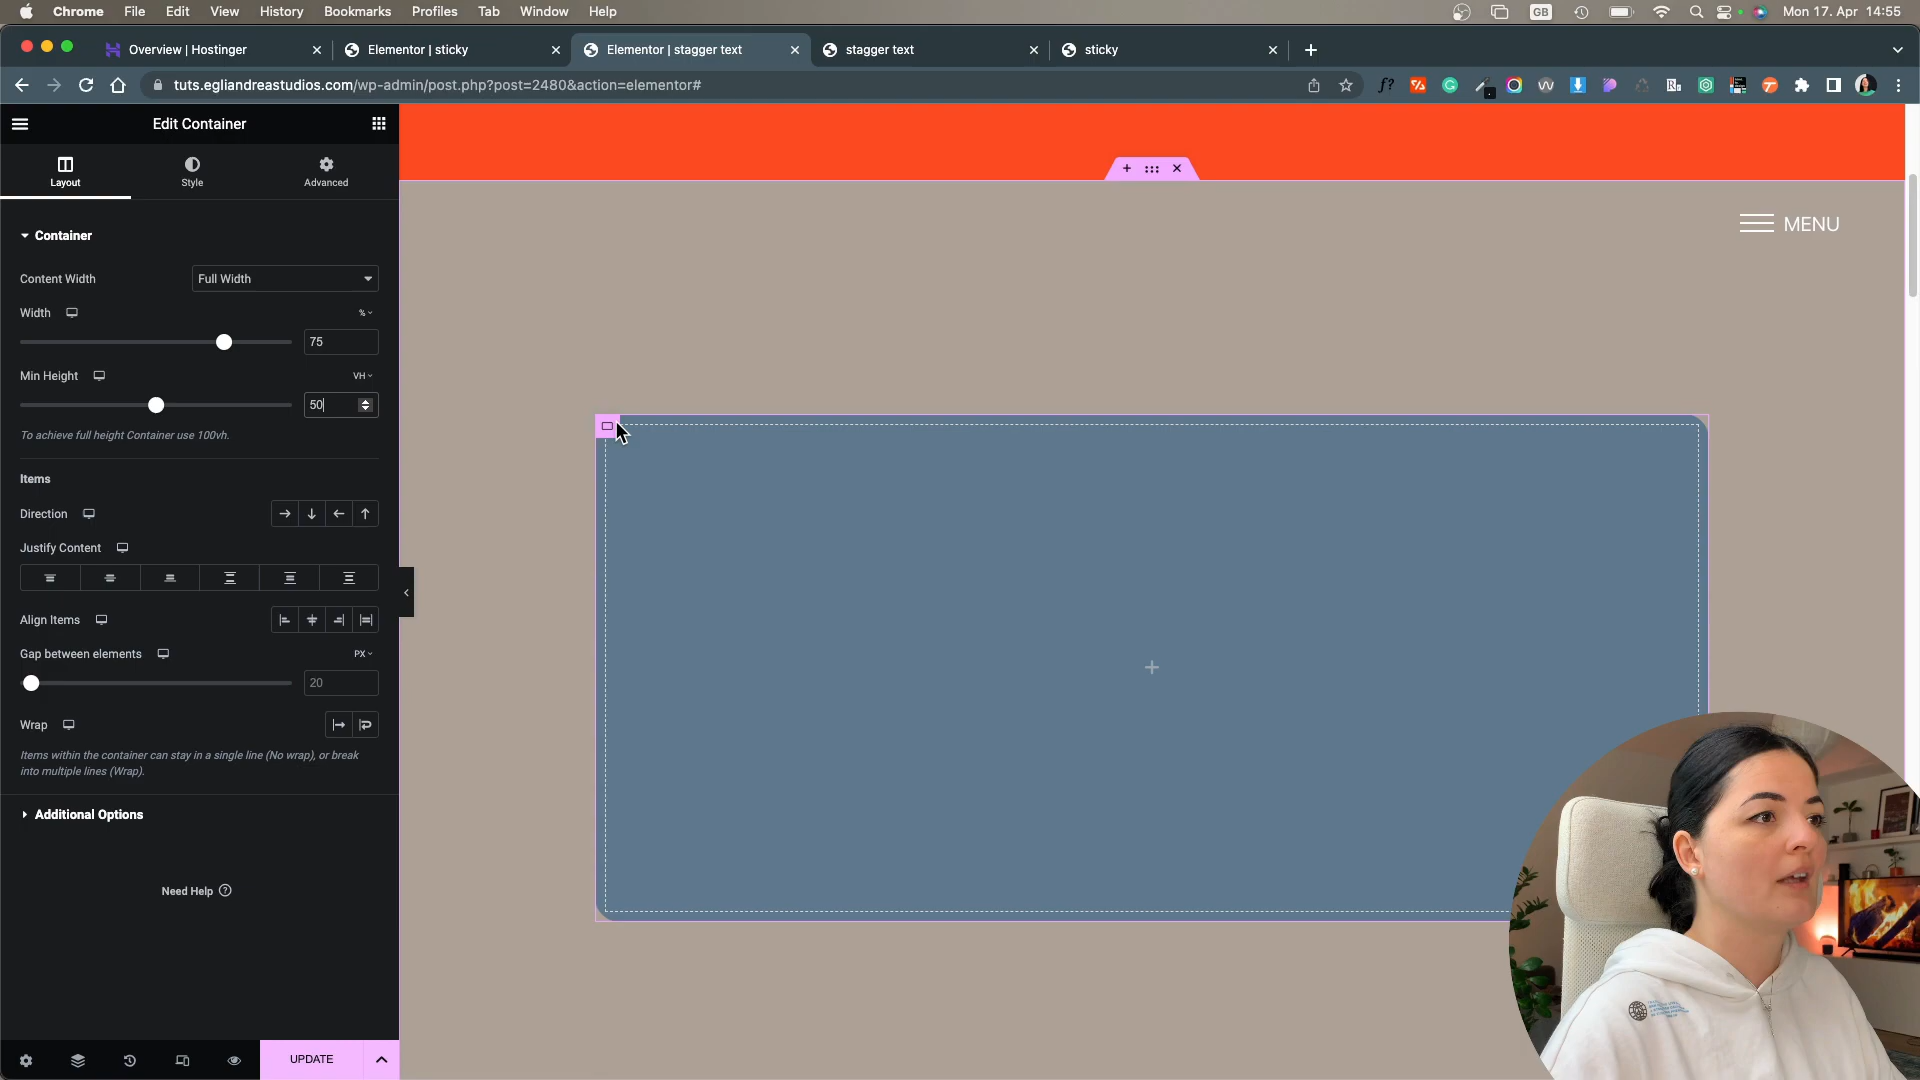 Chrome File Edit View History Bookmarks Profiles Tab Window Help GB Mon 17. Apr 14:55
Overview | Hostinger Elementor | sticky Elementor | stagger text stagger text sticky
tuts.egliandreastudios.com/wp-admin/post.php?post=2480&action=elementor#
Edit Container
Layout Style Advanced
MENU
Container
Content Width Full Width
Width %
75
Min Height VH
50
To achieve full height Container use 100vh.
Items
Direction
Justify Content
Align Items
Gap between elements PX
20
Wrap
Items within the container can stay in a single line (No wrap), or break
into multiple lines (Wrap).
Additional Options
Need Help
UPDATE